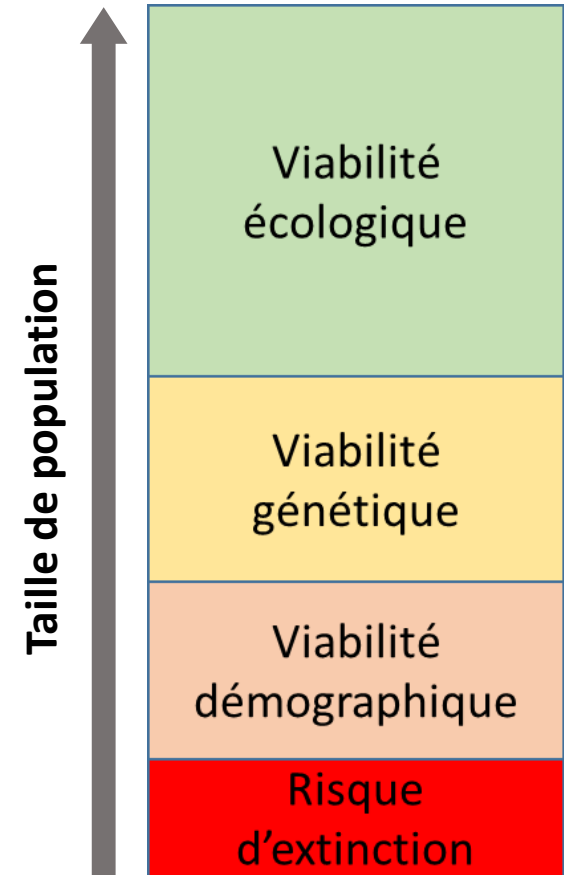 Taille de population
Viabilité
écologique
Viabilité
génétique
Viabilité
démographique
Risque
d’extinction